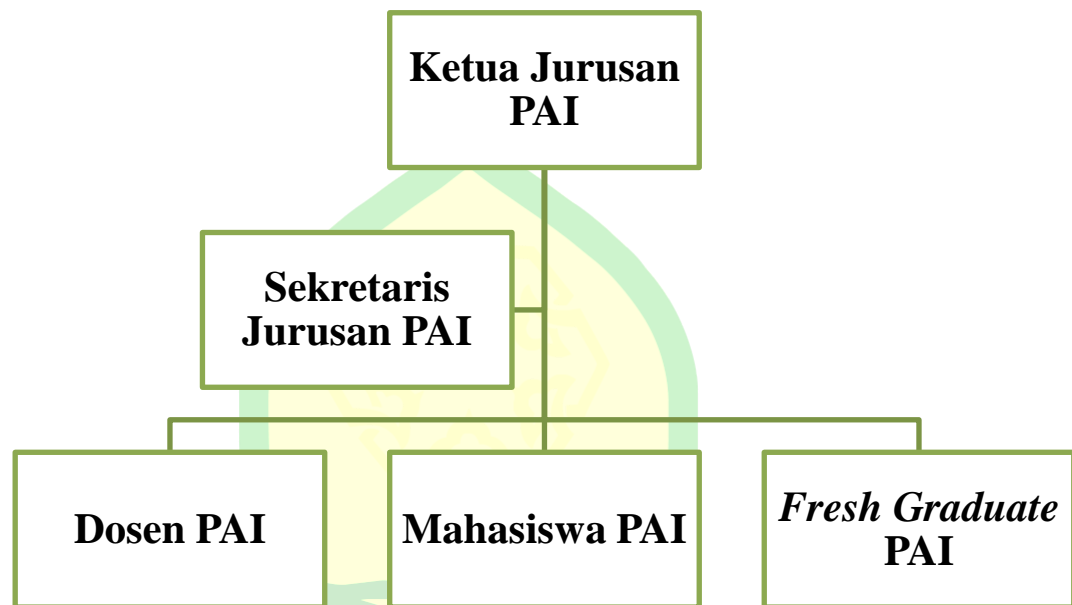 Ketua Jurusan
PAI
Sekretaris
Jurusan PAI
Dosen PAI
Mahasiswa PAI
Fresh Graduate
PAI